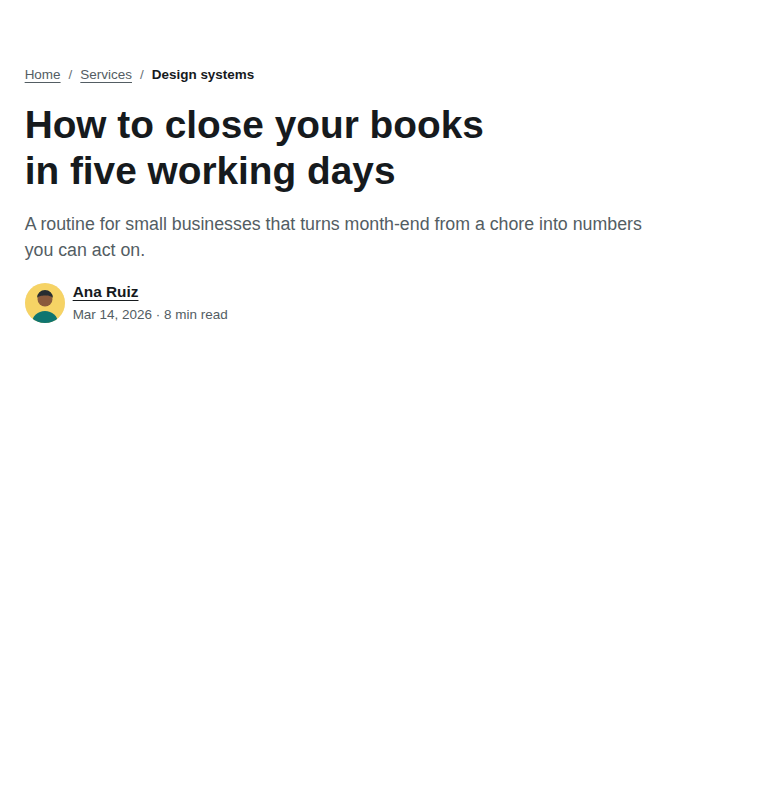 Home / Services / Design systems
How to close your books
in five working days
A routine for small businesses that turns month-end from a chore into numbers
you can act on.
Ana Ruiz
Mar 14, 2026 · 8 min read